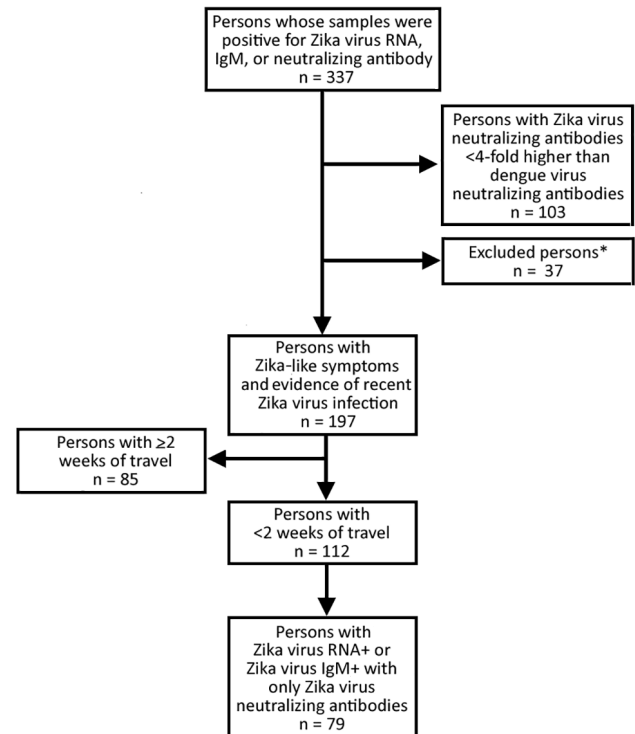 Persons whose samples were
positive for Zika virus RNA,
IgM, or neutralizing antibody
n = 337
Persons with Zika virus
neutralizing antibodies
<4-fold higher than
dengue virus
neutralizing antibodies
n = 103
Excluded persons*
n = 37
Persons with
Zika-like symptoms
and evidence of recent
Zika virus infection
n = 197
Persons with ≥2
weeks of travel
n = 85
Persons with
<2 weeks of travel
n = 112
Persons with
Zika virus RNA+ or
Zika virus IgM+ with
only Zika virus
neutralizing antibodies
n = 79